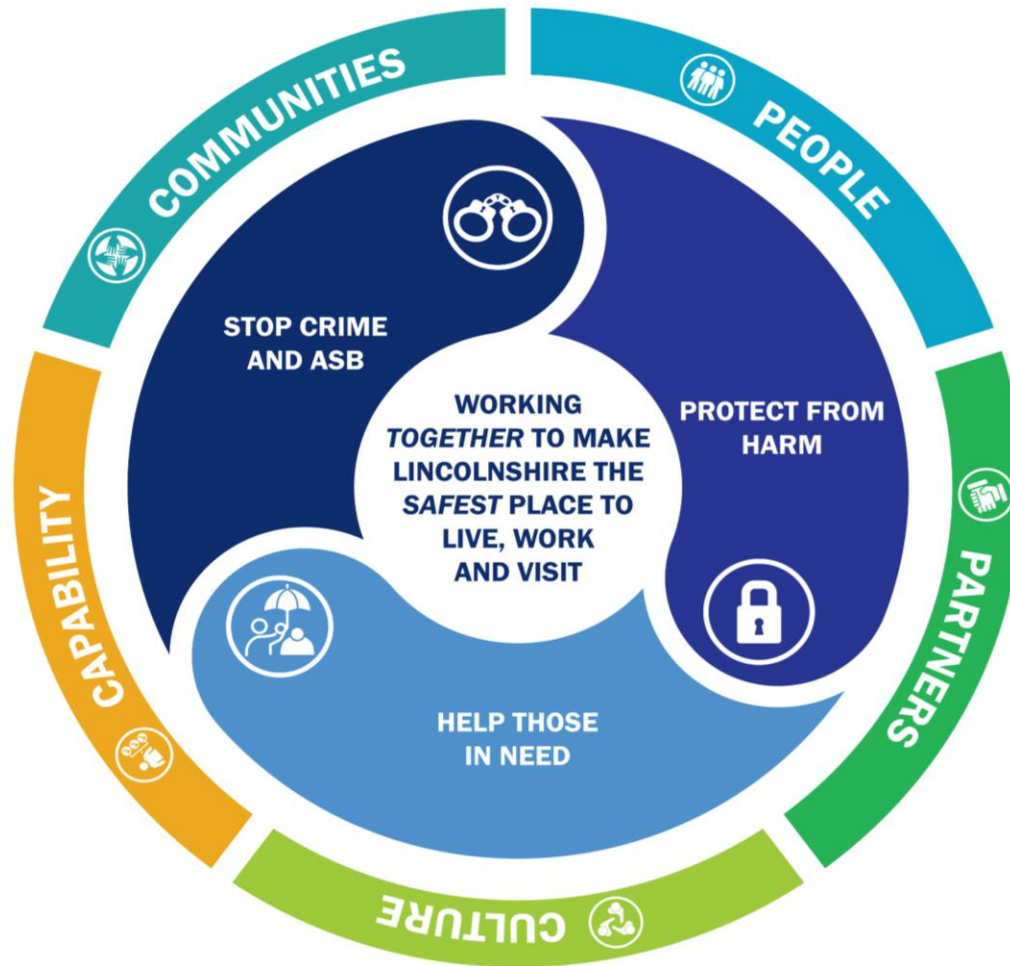 COMMUNITIES
PEOPLE
PARTNERS
CULTURE
CAPABILITY
STOP CRIME
AND ASB
PROTECT FROM
HARM
HELP THOSE
IN NEED
WORKING
TOGETHER TO MAKE
LINCOLNSHIRE THE
SAFEST PLACE TO
LIVE, WORK
AND VISIT